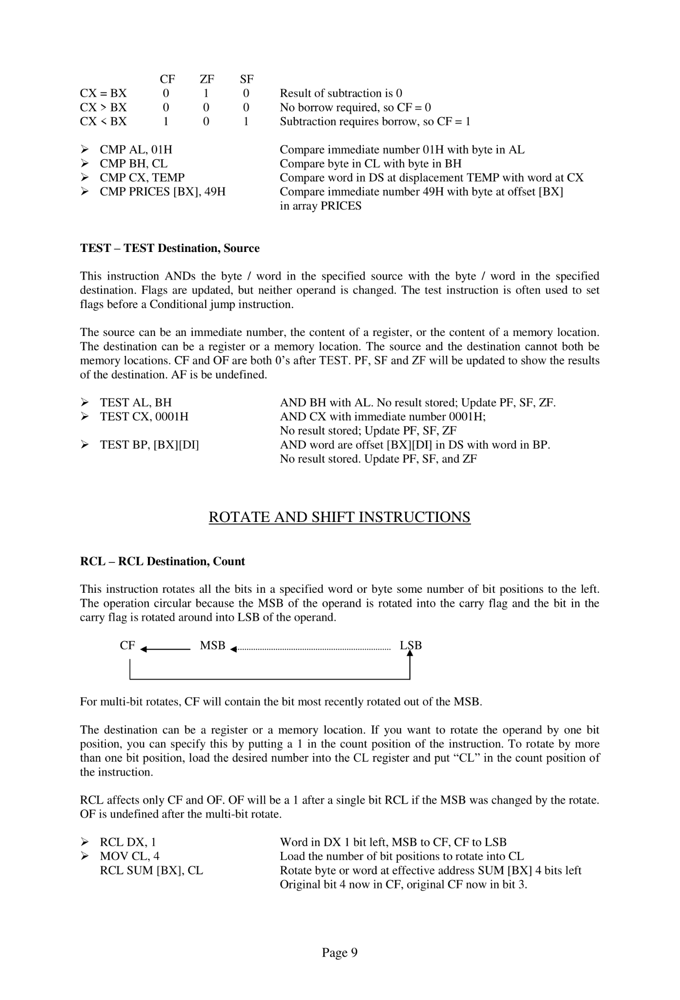 CF ZF SF
CX = BX 0 1 0 Result of subtraction is 0
CX > BX 0 0 0 No borrow required, so CF = 0
CX < BX 1 0 1 Subtraction requires borrow, so CF = 1
➢ CMP AL, 01H Compare immediate number 01H with byte in AL
➢ CMP BH, CL Compare byte in CL with byte in BH
➢ CMP CX, TEMP Compare word in DS at displacement TEMP with word at CX
➢ CMP PRICES [BX], 49H Compare immediate number 49H with byte at offset [BX]
in array PRICES
TEST – TEST Destination, Source
This instruction ANDs the byte / word in the specified source with the byte / word in the specified
destination. Flags are updated, but neither operand is changed. The test instruction is often used to set
flags before a Conditional jump instruction.
The source can be an immediate number, the content of a register, or the content of a memory location.
The destination can be a register or a memory location. The source and the destination cannot both be
memory locations. CF and OF are both 0’s after TEST. PF, SF and ZF will be updated to show the results
of the destination. AF is be undefined.
➢ TEST AL, BH AND BH with AL. No result stored; Update PF, SF, ZF.
➢ TEST CX, 0001H AND CX with immediate number 0001H;
No result stored; Update PF, SF, ZF
➢ TEST BP, [BX][DI] AND word are offset [BX][DI] in DS with word in BP.
No result stored. Update PF, SF, and ZF
ROTATE AND SHIFT INSTRUCTIONS
RCL – RCL Destination, Count
This instruction rotates all the bits in a specified word or byte some number of bit positions to the left.
The operation circular because the MSB of the operand is rotated into the carry flag and the bit in the
carry flag is rotated around into LSB of the operand.
CF MSB LSB
For multi-bit rotates, CF will contain the bit most recently rotated out of the MSB.
The destination can be a register or a memory location. If you want to rotate the operand by one bit
position, you can specify this by putting a 1 in the count position of the instruction. To rotate by more
than one bit position, load the desired number into the CL register and put “CL” in the count position of
the instruction.
RCL affects only CF and OF. OF will be a 1 after a single bit RCL if the MSB was changed by the rotate.
OF is undefined after the multi-bit rotate.
➢ RCL DX, 1 Word in DX 1 bit left, MSB to CF, CF to LSB
➢ MOV CL, 4 Load the number of bit positions to rotate into CL
RCL SUM [BX], CL Rotate byte or word at effective address SUM [BX] 4 bits left
Original bit 4 now in CF, original CF now in bit 3.
Page 9